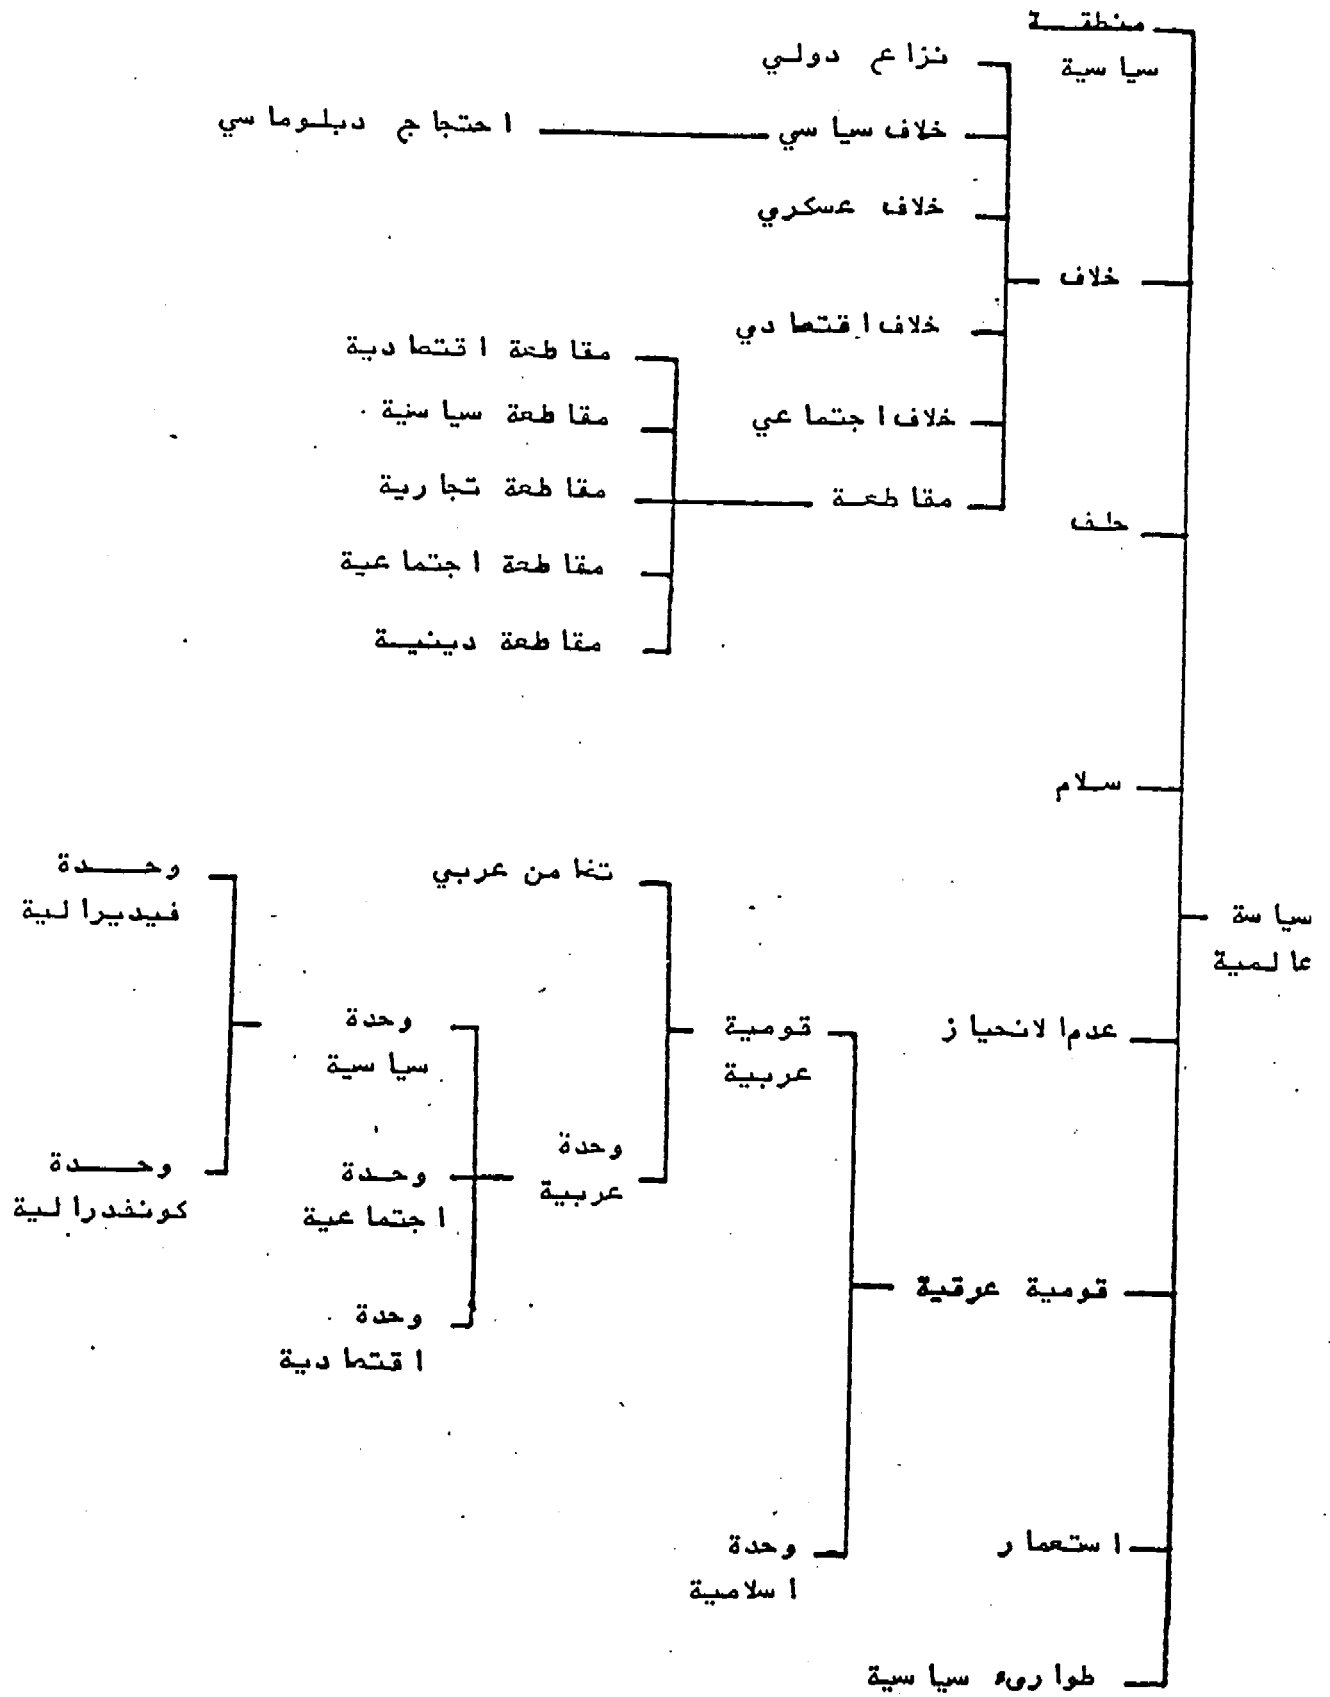 منطقة
سياسية
نزاع دولي
خلاف سياسي
احتجاج دبلوماسي
خلاف عسكري
خلاف
خلاف اقتصادي
مقاطعة اقتصادية
خلاف اجتماعي
مقاطعة سياسية
مقاطعة
مقاطعة تجارية
حلف
مقاطعة اجتماعية
مقاطعة دينية
سلام
سياسة
عالمية
تضامن عربي
وحدة
فيديرالية
عدم الانحياز
قومية
عربية
وحدة
سياسية
وحدة
عربية
وحدة
اجتماعية
وحدة
كونفدرالية
قومية عرقية
وحدة
اقتصادية
استعمار
وحدة
اسلامية
طوارىء سياسية